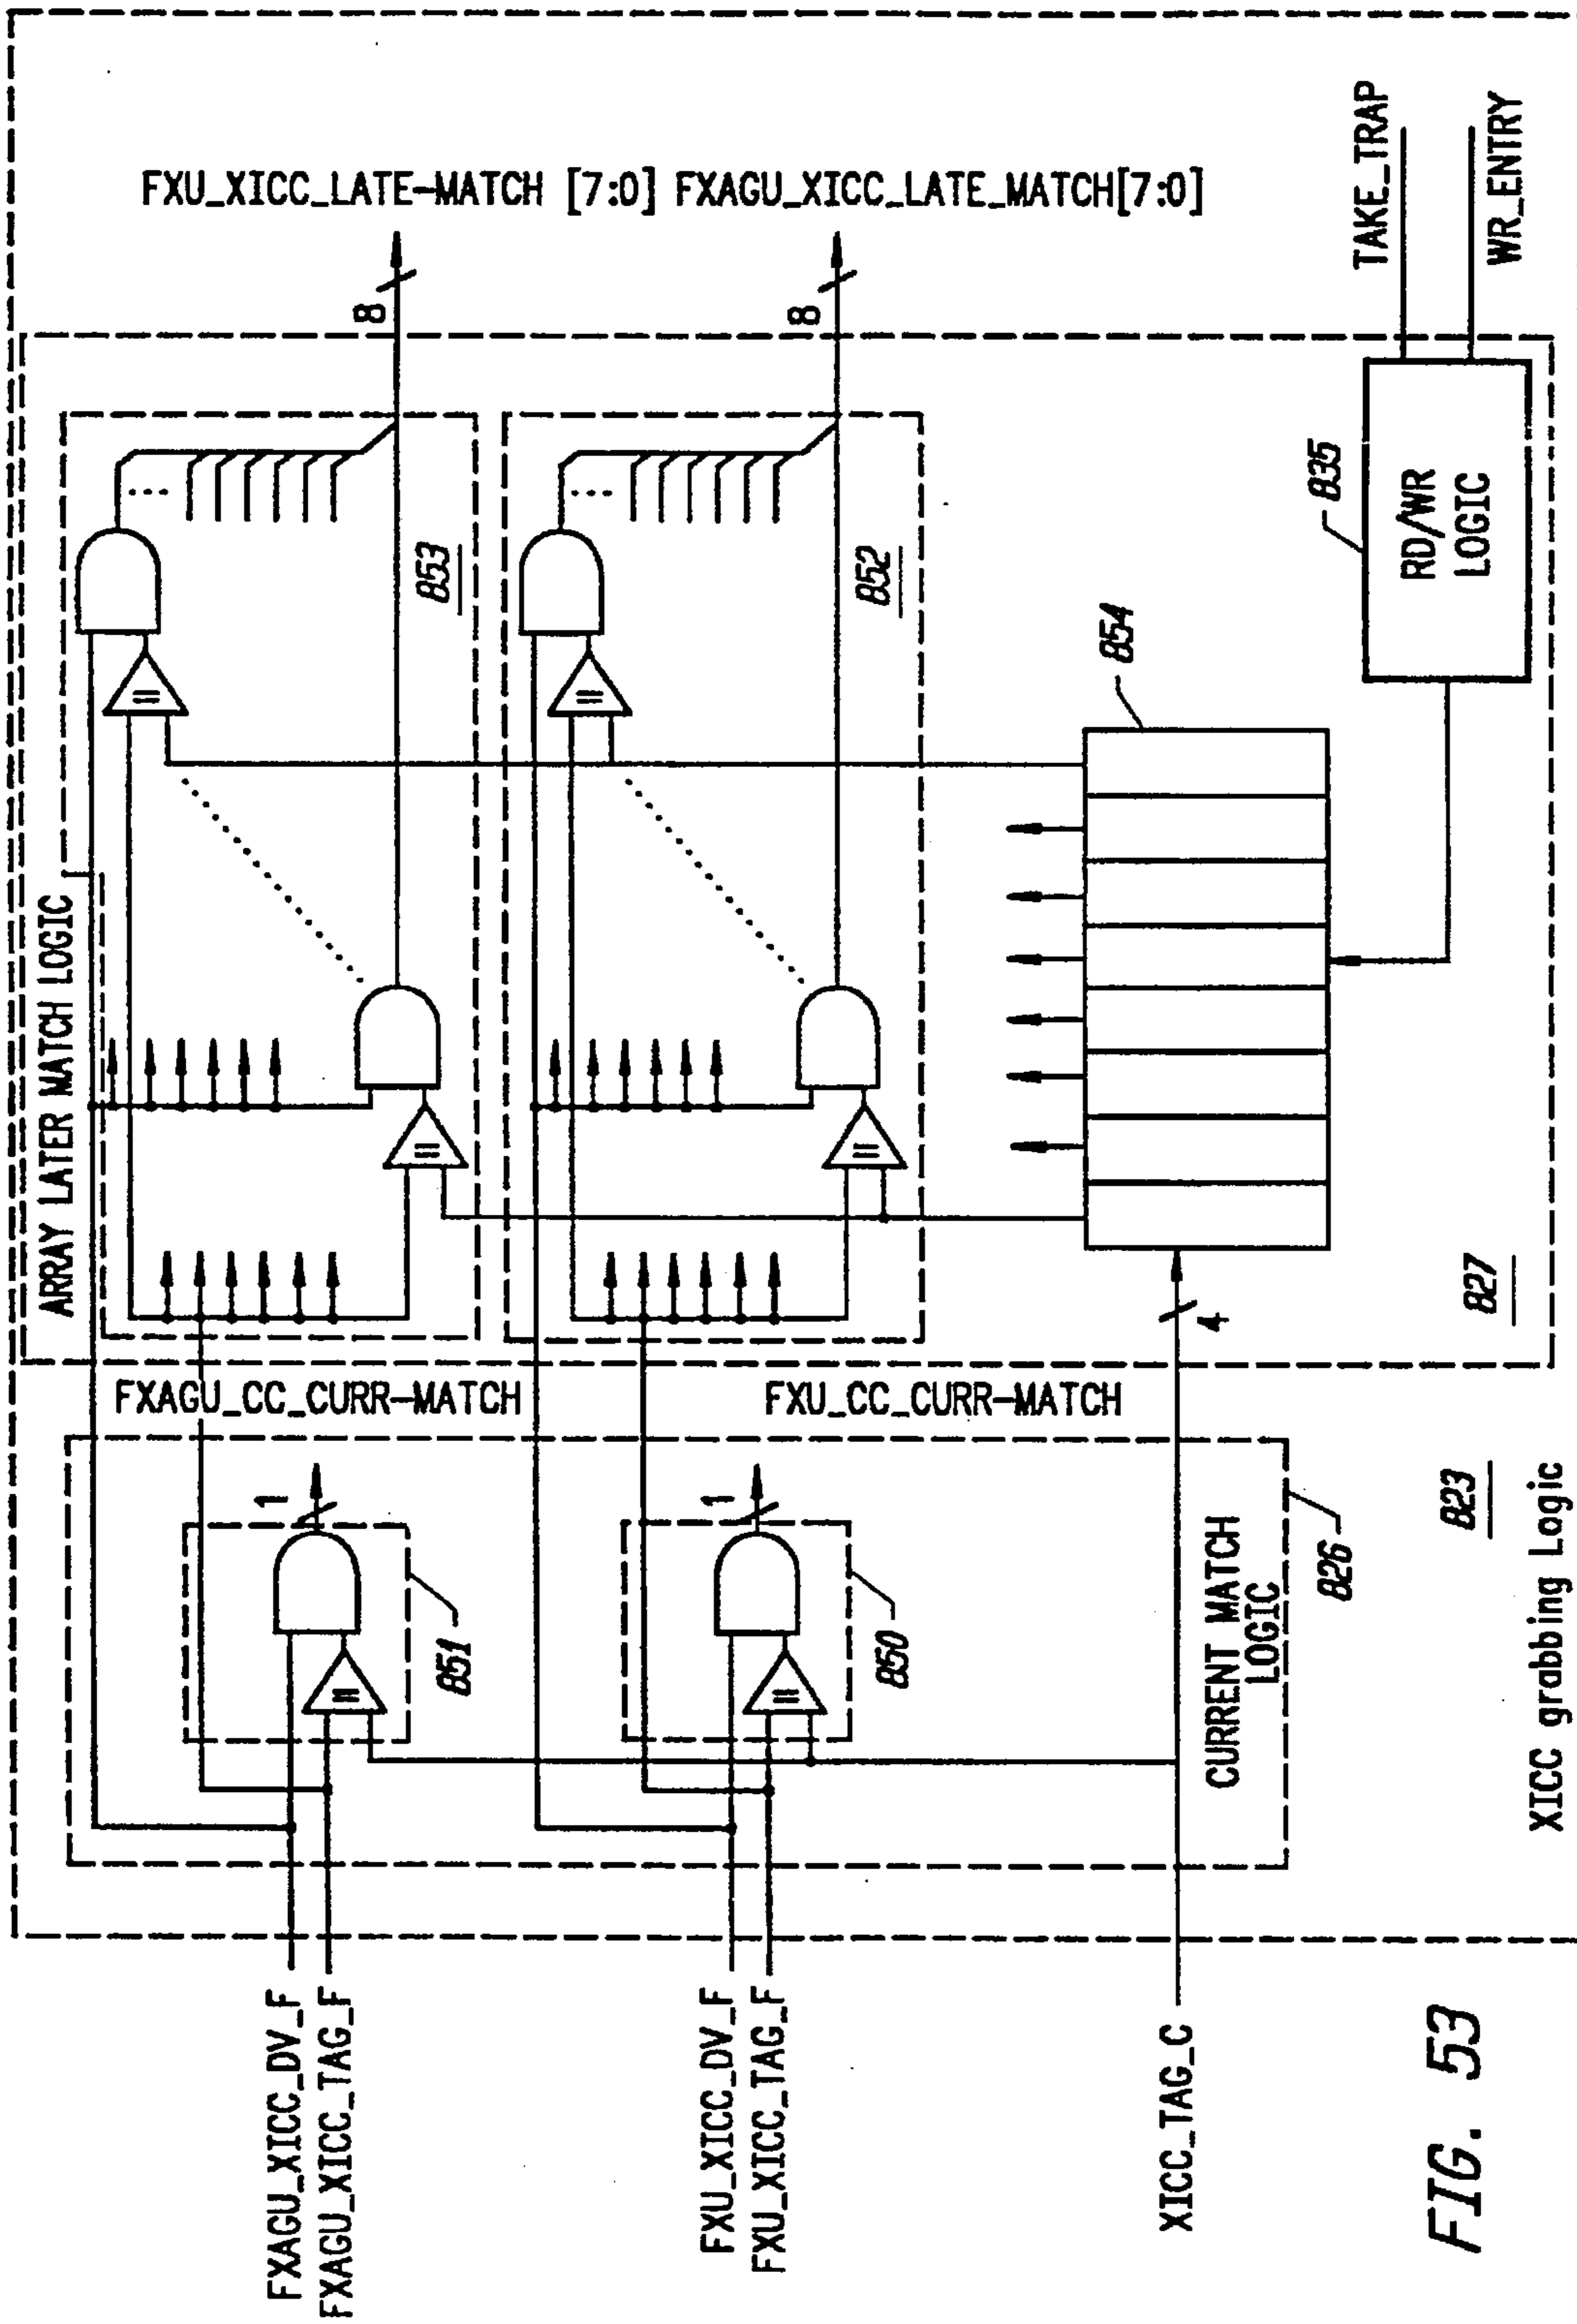 FXU_XICC_LATE-MATCH [7:0]
FXAGU_XICC_LATE_MATCH[7:0]
8
8
TAKE_TRAP
WR_ENTRY
ARRAY LATER MATCH LOGIC
853
852
854
835
RD/WR
LOGIC
4
827
FXAGU_CC_CURR-MATCH
FXU_CC_CURR-MATCH
1
1
851
850
CURRENT MATCH
LOGIC
826
823
XICC grabbing Logic
FXAGU_XICC_DV_F
FXAGU_XICC_TAG_F
FXU_XICC_DV_F
FXU_XICC_TAG_F
XICC_TAG_C
FIG. 53